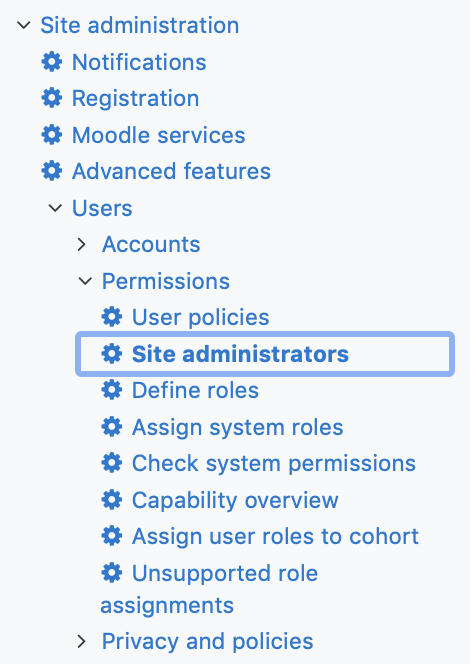 Site administration
Notifications
Registration
Moodle services
Advanced features
Users
Accounts
Permissions
User policies
Site administrators
Define roles
Assign system roles
Check system permissions
Capability overview
Assign user roles to cohort
Unsupported role
assignments
Privacy and policies